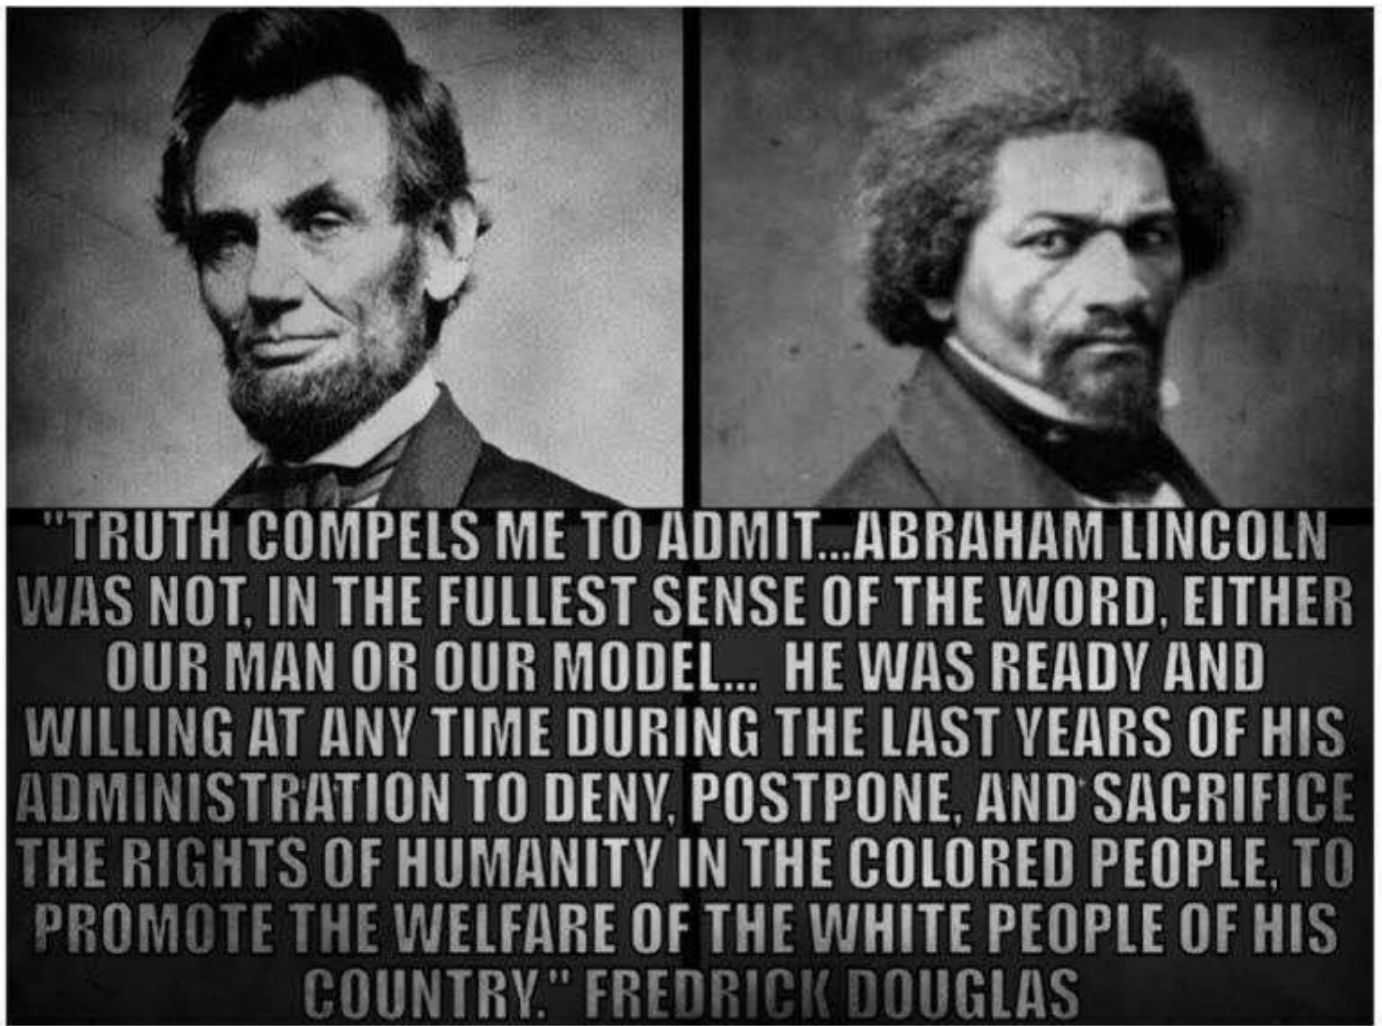 "TRUTH COMPELS ME TO ADMIT...ABRAHAM LINCOLN
WAS NOT, IN THE FULLEST SENSE OF THE WORD, EITHER
OUR MAN OR OUR MODEL... HE WAS READY AND
WILLING AT ANY TIME DURING THE LAST YEARS OF HIS
ADMINISTRATION TO DENY, POSTPONE, AND SACRIFICE
THE RIGHTS OF HUMANITY IN THE COLORED PEOPLE, TO
PROMOTE THE WELFARE OF THE WHITE PEOPLE OF HIS
COUNTRY." FREDRICK DOUGLAS